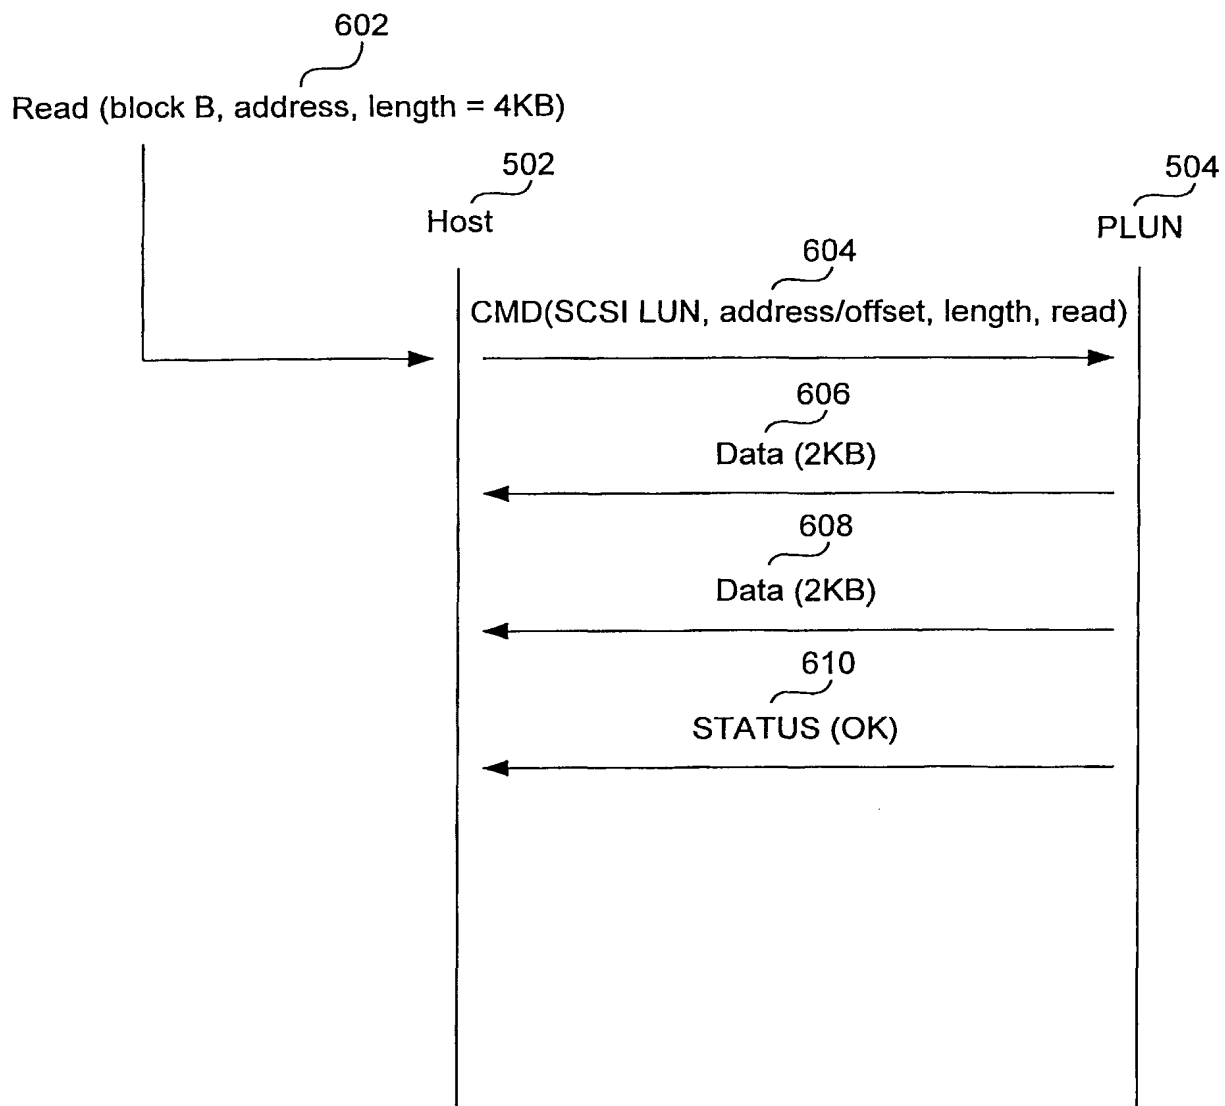 602
Read (block B, address, length = 4KB)
502
504
Host
PLUN
604
CMD(SCSI LUN, address/offset, length, read)
606
Data (2KB)
608
Data (2KB)
610
STATUS (OK)